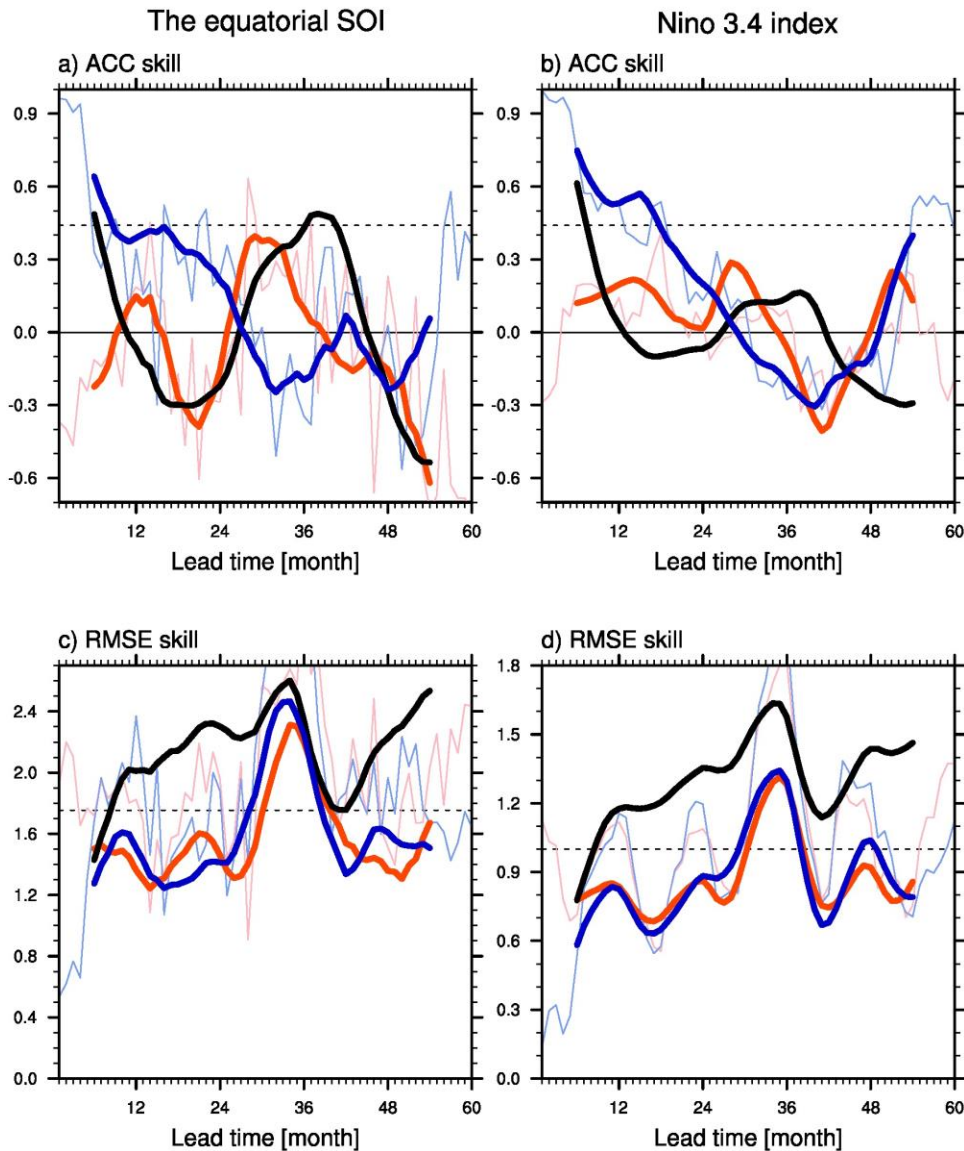 The equatorial SOI
Nino 3.4 index
a) ACC skill
0.9
0.6
0.3
0.0
-0.3
-0.6
12 24 36 48 60
Lead time [month]
b) ACC skill
0.9
0.6
0.3
0.0
-0.3
-0.6
12 24 36 48 60
Lead time [month]
c) RMSE skill
2.4
2.0
1.6
1.2
0.8
0.4
0.0
12 24 36 48 60
Lead time [month]
d) RMSE skill
1.8
1.5
1.2
0.9
0.6
0.3
0.0
12 24 36 48 60
Lead time [month]